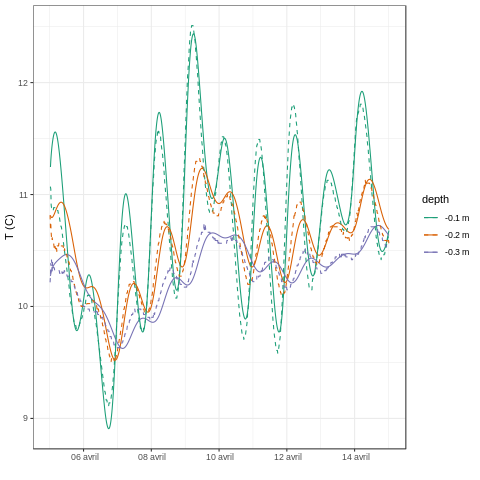 T (C)
12
11
10
9
06 avril
08 avril
10 avril
12 avril
14 avril
depth
-0.1 m
-0.2 m
-0.3 m